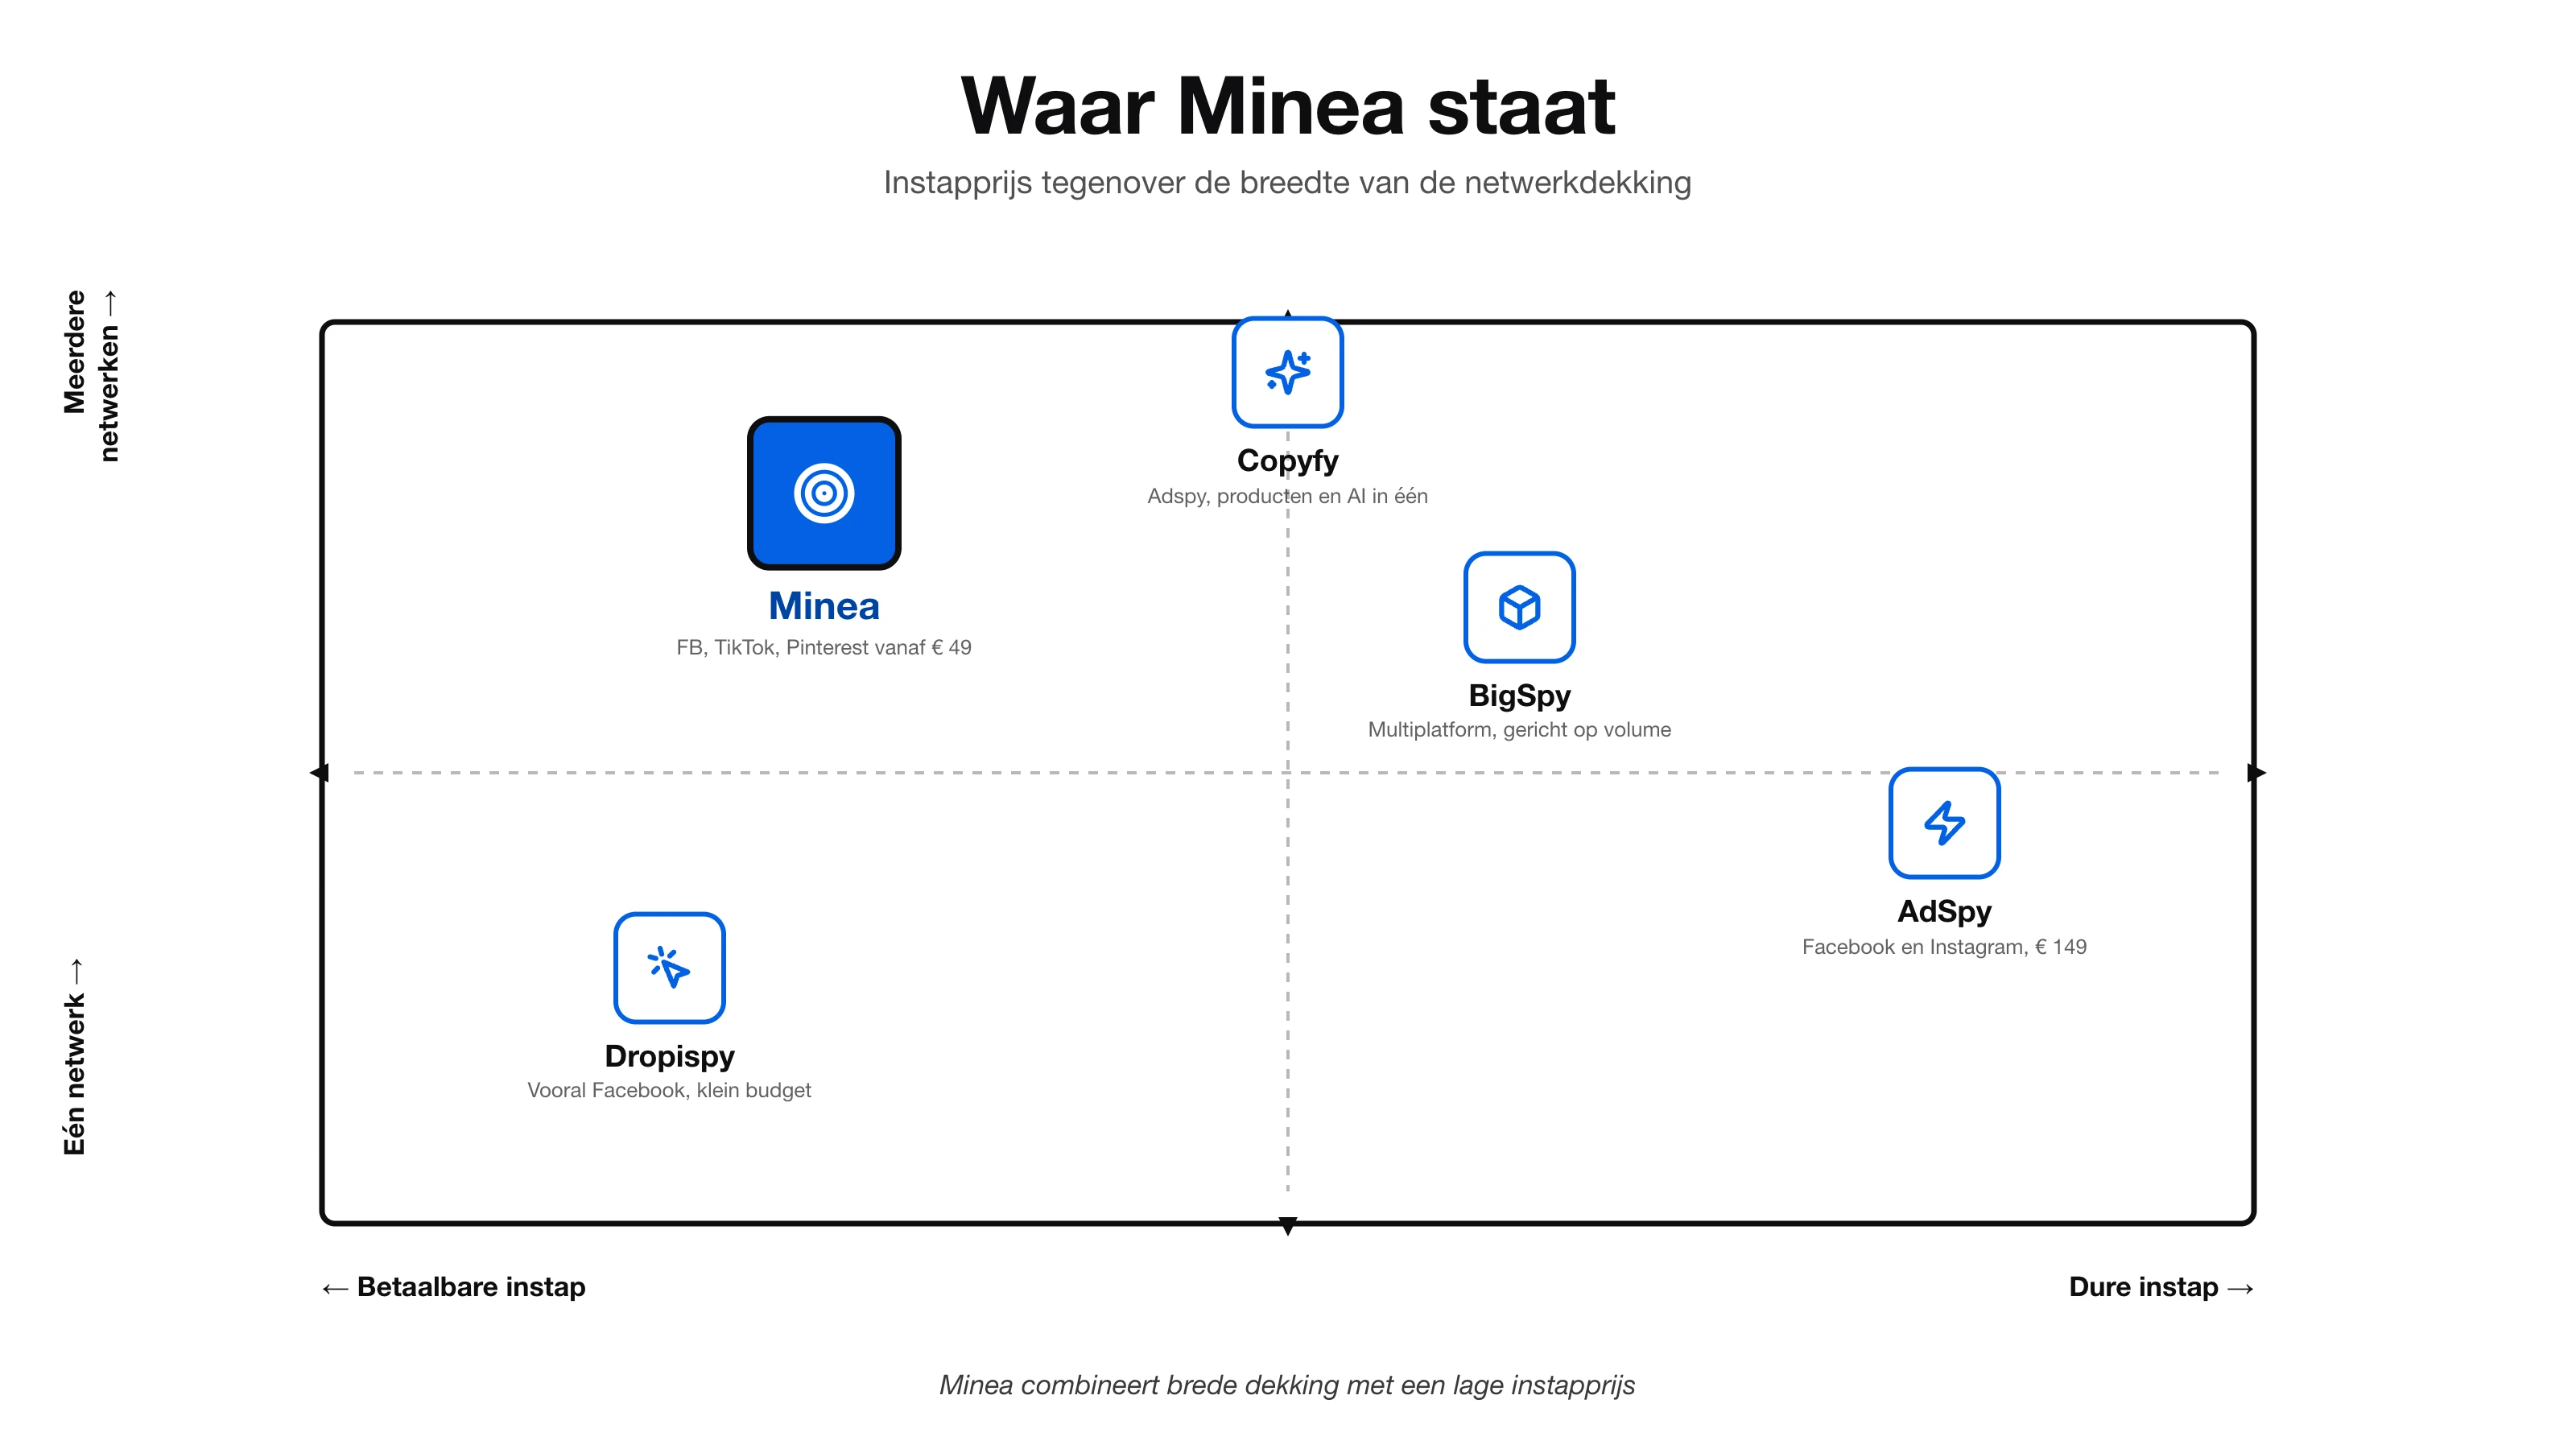 Waar Minea staat
Instapprijs tegenover de breedte van de netwerkdekking
Meerdere
netwerken →
Copyfy
Adspy, producten en AI in één
Minea
FB, TikTok, Pinterest vanaf € 49
BigSpy
Multiplatform, gericht op volume
AdSpy
Facebook en Instagram, € 149
Dropispy
Vooral Facebook, klein budget
Eén netwerk →
← Betaalbare instap
Dure instap →
Minea combineert brede dekking met een lage instapprijs